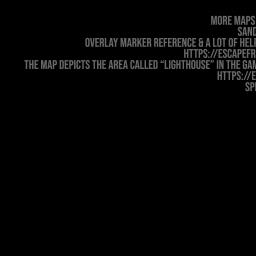 MORE MAPS
SAND
OVERLAY MARKER REFERENCE & A LOT OF HEL
HTTPS://ESCAPEFR
THE MAP DEPICTS THE AREA CALLED “LIGHTHOUSE” IN THE GAM
HTTPS://E
SP